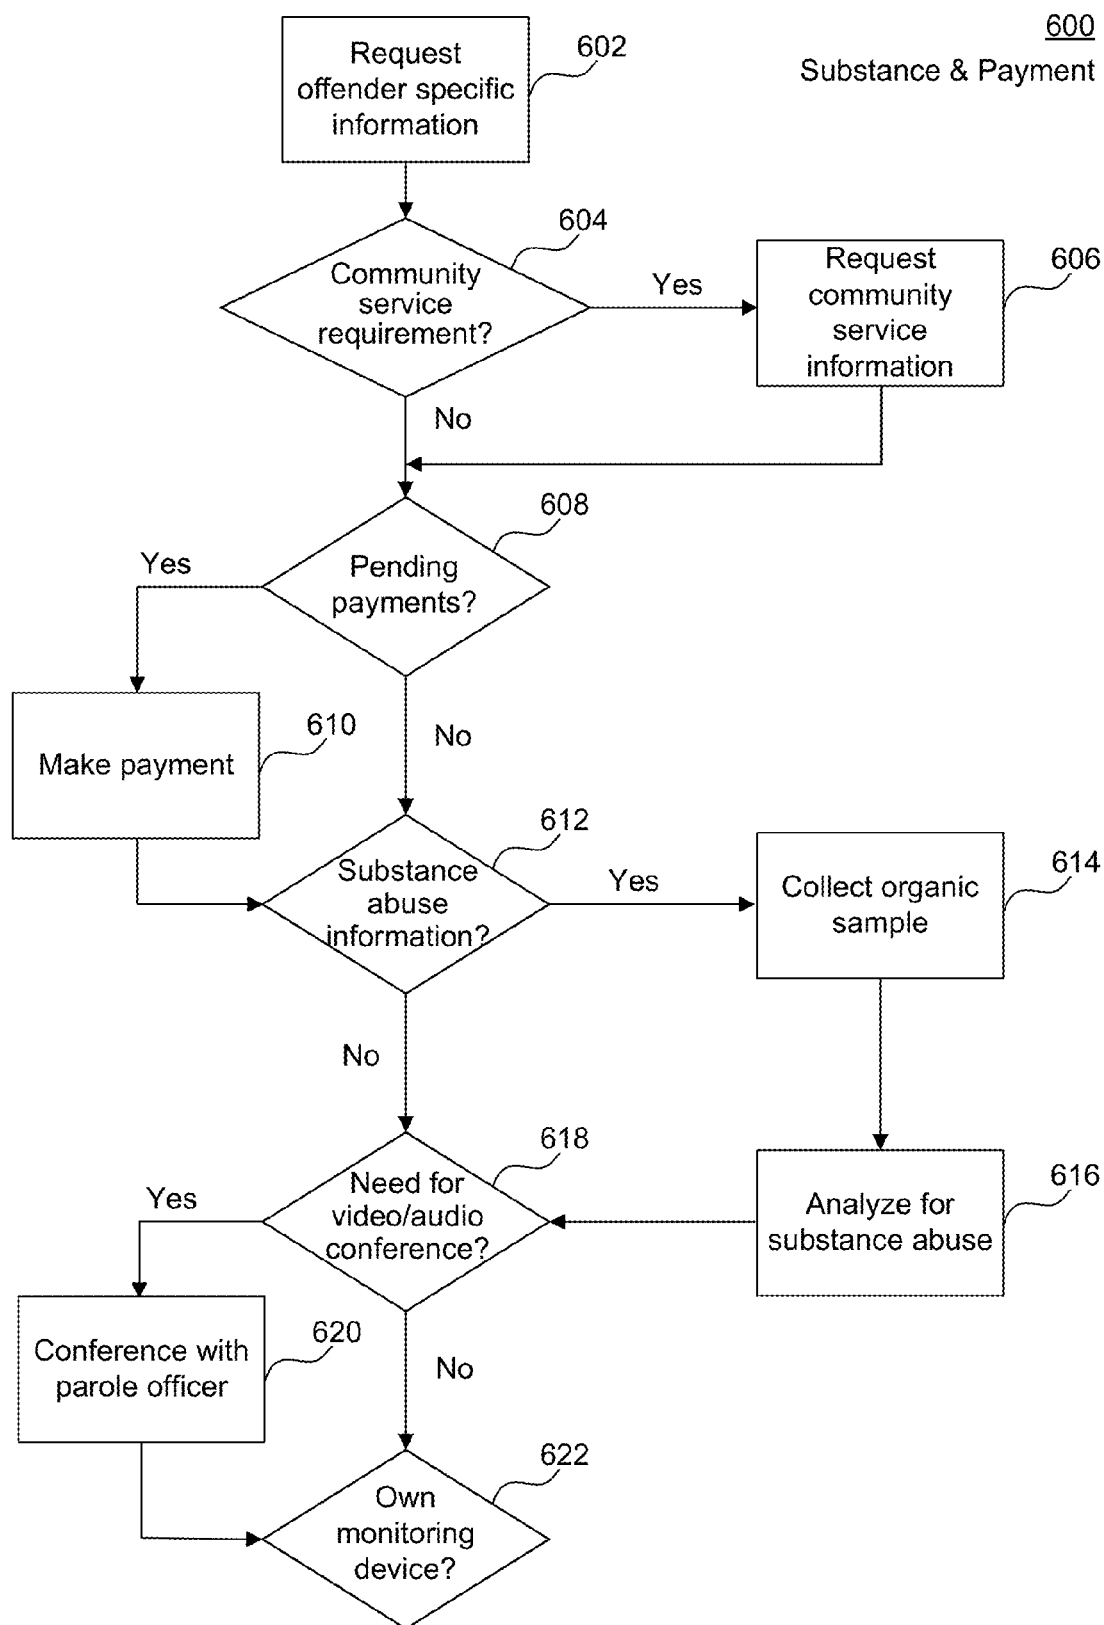 600
Substance & Payment
Request
offender specific
information
602
604
Community
service
requirement?
Yes
Request
community
service
information
606
No
608
Yes
Pending
payments?
610
Make payment
No
612
Substance
abuse
information?
Yes
Collect organic
sample
614
No
618
Yes
Need for
video/audio
conference?
Analyze for
substance abuse
616
620
Conference with
parole officer
No
622
Own
monitoring
device?